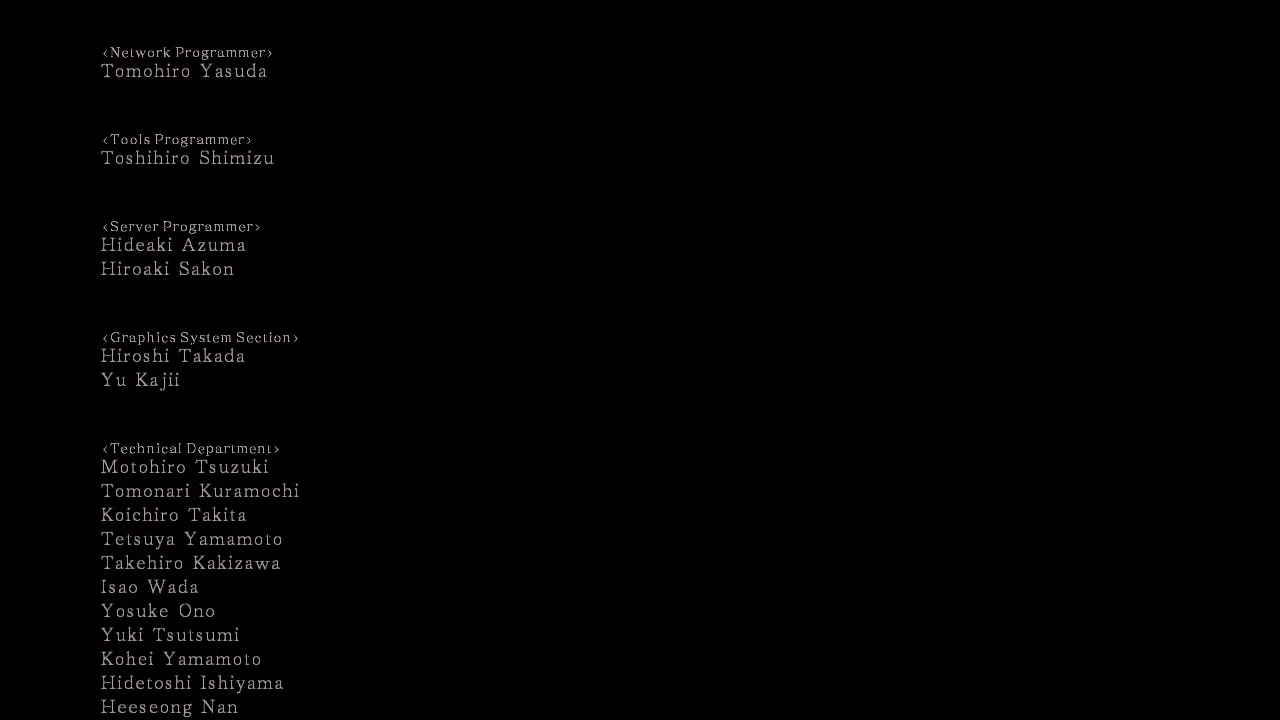 <Network Programmer>
Tomohiro Yasuda
<Tools Programmer>
Toshihiro Shimizu
<Server Programmer>
Hideaki Azuma
Hiroaki Sakon
<Graphics System Section>
Hiroshi Takada
Yu Kajii
<Technical Department>
Motohiro Tsuzuki
Tomonari Kuramochi
Koichiro Takita
Tetsuya Yamamoto
Takehiro Kakizawa
Isao Wada
Yosuke Ono
Yuki Tsutsumi
Kohei Yamamoto
Hidetoshi Ishiyama
Heeseong Nan